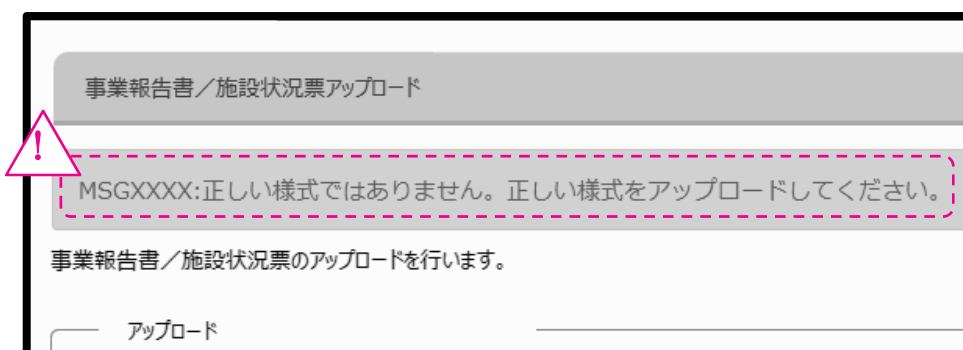 事業報告書／施設状況票アップロード
!
MSGXXXX:正しい様式ではありません。正しい様式をアップロードしてください。
事業報告書／施設状況票のアップロードを行います。
アップロード